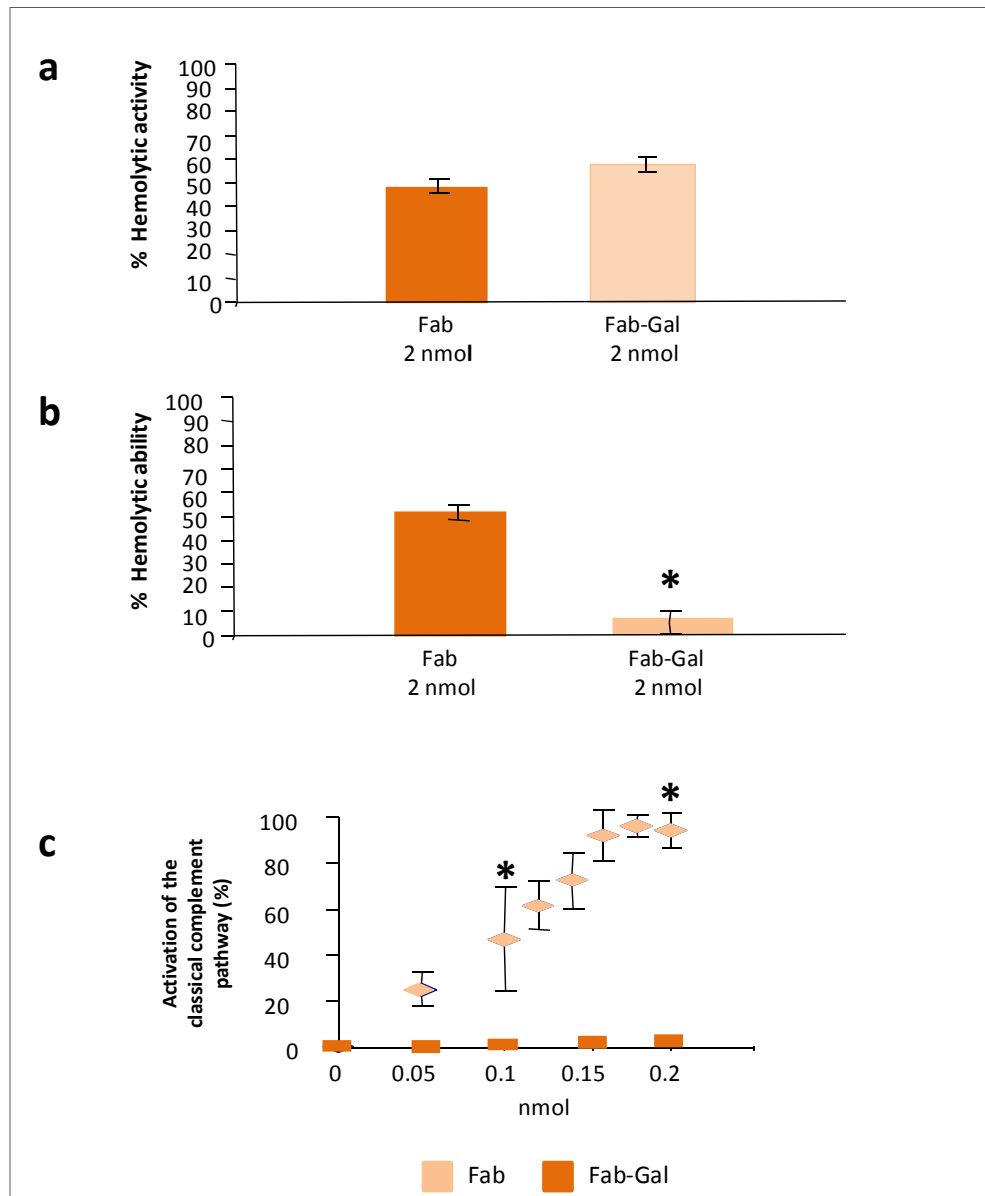 a
% Hemolytic activity
100
90
80
70
60
50
40
30
20
10
0
Fab
2 nmol
Fab-Gal
2 nmol
b
% Hemolytic ability
100
90
80
70
60
50
40
30
20
10
0
*
Fab
2 nmol
Fab-Gal
2 nmol
c
Activation of the
classical complement
pathway (%)
100
80
60
40
20
0
*
*
0 0.05 0.1 0.15 0.2
nmol
Fab Fab-Gal